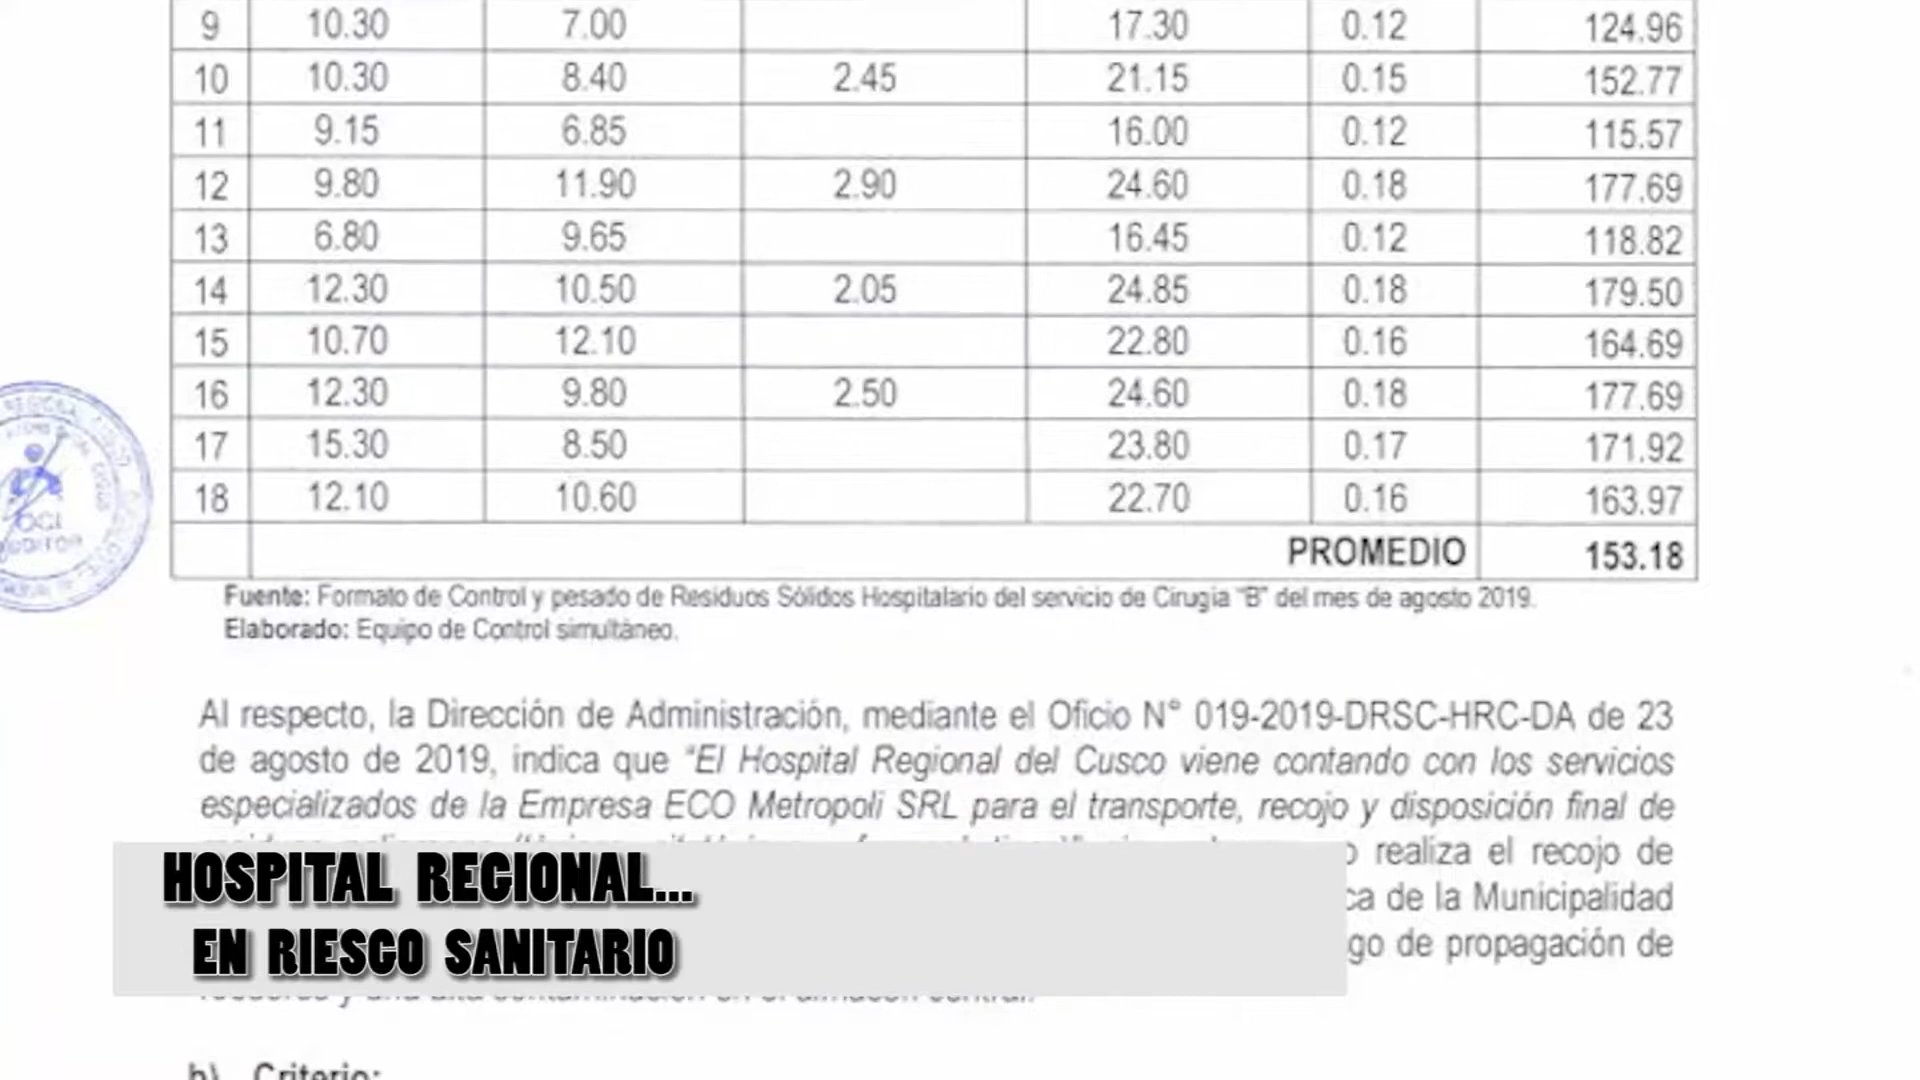 9 10.30 7.00 17.30 0.12 124.96
10 10.30 8.40 2.45 21.15 0.15 152.77
11 9.15 6.85 16.00 0.12 115.57
12 9.80 11.90 2.90 24.60 0.18 177.69
13 6.80 9.65 16.45 0.12 118.82
14 12.30 10.50 2.05 24.85 0.18 179.50
15 10.70 12.10 22.80 0.16 164.69
16 12.30 9.80 2.50 24.60 0.18 177.69
17 15.30 8.50 23.80 0.17 171.92
18 12.10 10.60 22.70 0.16 163.97
PROMEDIO 153.18
OCI
AUDITOR
Fuente: Formato de Control y pesado de Residuos Sólidos Hospitalario del servicio de Cirugia "B" del mes de agosto 2019.
Elaborado: Equipo de Control simultáneo.
Al respecto, la Dirección de Administración, mediante el Oficio N° 019-2019-DRSC-HRC-DA de 23
de agosto de 2019, indica que "El Hospital Regional del Cusco viene contando con los servicios
especializados de la Empresa ECO Metropoli SRL para el transporte, recojo y disposición final de
realiza el recojo de
de la Municipalidad
de propagación de
HOSPITAL REGIONAL...
EN RIESGO SANITARIO
b) Criterio: